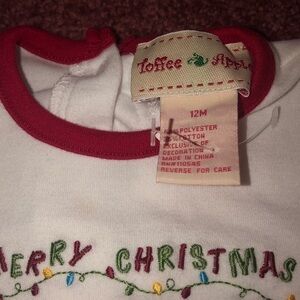 Toffee Apple
12M
POLYESTER
COTTON
EXCLUSIVE OF
DECORATION
MADE IN CHINA
REVERSE FOR CARE
MERRY CHRISTMAS